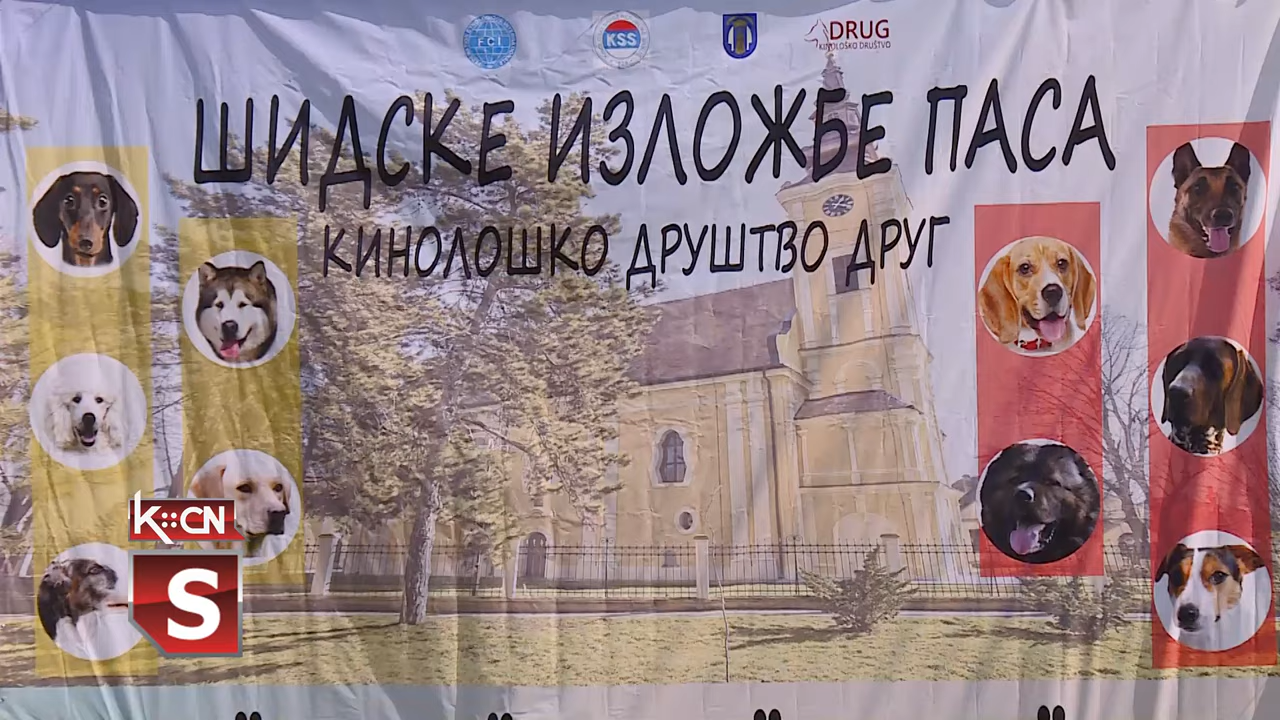 FCI
KSS
DRUG
KINOLOŠKO DRUŠTVO
ШИДСКЕ ИЗЛОЖБЕ ПАСА
КИНОЛОШКО ДРУШТВО ДРУГ
K::CN
S